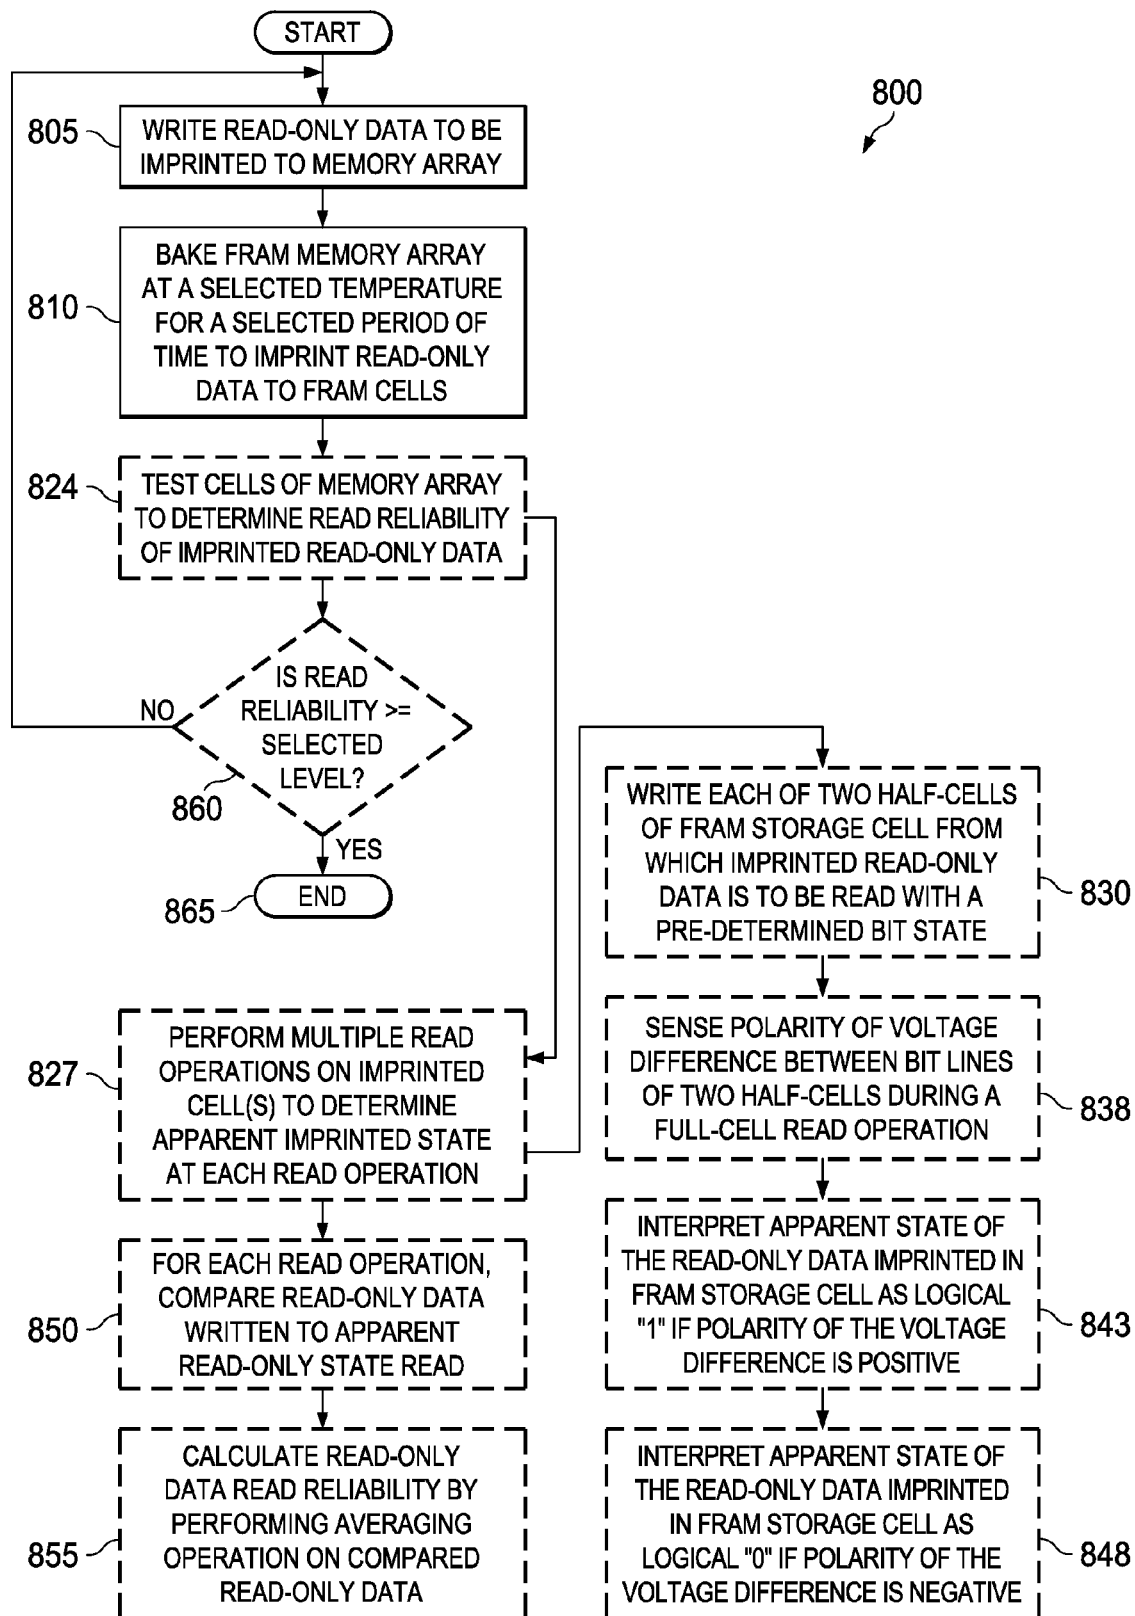 START
800
805
WRITE READ-ONLY DATA TO BE
IMPRINTED TO MEMORY ARRAY
810
BAKE FRAM MEMORY ARRAY
AT A SELECTED TEMPERATURE
FOR A SELECTED PERIOD OF
TIME TO IMPRINT READ-ONLY
DATA TO FRAM CELLS
824
TEST CELLS OF MEMORY ARRAY
TO DETERMINE READ RELIABILITY
OF IMPRINTED READ-ONLY DATA
NO
IS READ
RELIABILITY >=
SELECTED
LEVEL?
860
YES
865
END
827
PERFORM MULTIPLE READ
OPERATIONS ON IMPRINTED
CELL(S) TO DETERMINE
APPARENT IMPRINTED STATE
AT EACH READ OPERATION
850
FOR EACH READ OPERATION,
COMPARE READ-ONLY DATA
WRITTEN TO APPARENT
READ-ONLY STATE READ
855
CALCULATE READ-ONLY
DATA READ RELIABILITY BY
PERFORMING AVERAGING
OPERATION ON COMPARED
READ-ONLY DATA
WRITE EACH OF TWO HALF-CELLS
OF FRAM STORAGE CELL FROM
WHICH IMPRINTED READ-ONLY
DATA IS TO BE READ WITH A
PRE-DETERMINED BIT STATE
830
SENSE POLARITY OF VOLTAGE
DIFFERENCE BETWEEN BIT LINES
OF TWO HALF-CELLS DURING A
FULL-CELL READ OPERATION
838
INTERPRET APPARENT STATE OF
THE READ-ONLY DATA IMPRINTED IN
FRAM STORAGE CELL AS LOGICAL
"1" IF POLARITY OF THE VOLTAGE
DIFFERENCE IS POSITIVE
843
INTERPRET APPARENT STATE OF
THE READ-ONLY DATA IMPRINTED
IN FRAM STORAGE CELL AS
LOGICAL "0" IF POLARITY OF THE
VOLTAGE DIFFERENCE IS NEGATIVE
848